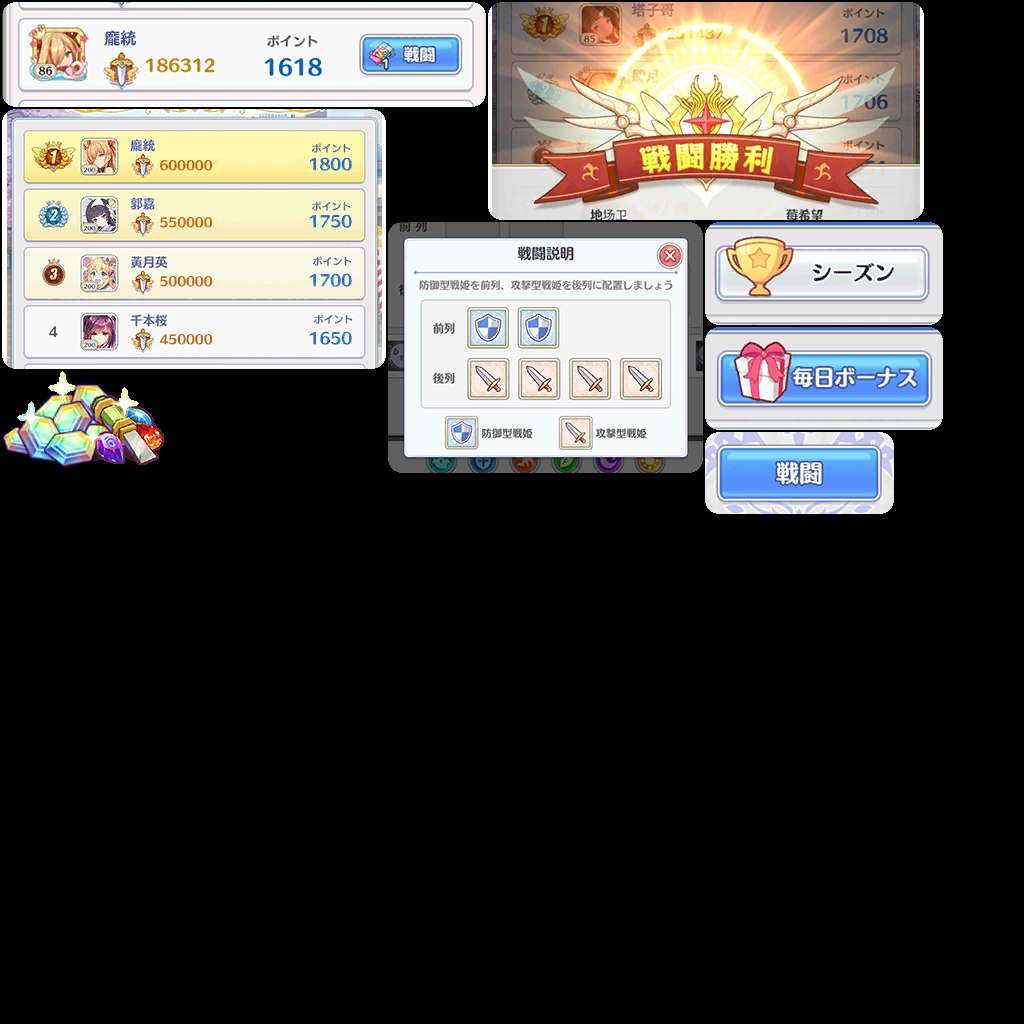 龐統
186312
ポイント
1618
86
1
戦闘
1
塔子哥
85
ポイント
1708
251437
ポイント
1706
ポイント
戦闘勝利
地场卫
莓希望
1
200
龐統
600000
ポイント
1800
2
200
郭嘉
550000
ポイント
1750
3
200
黃月英
500000
ポイント
1700
4
200
千本桜
450000
ポイント
1650
前列
戦闘説明
防御型戦姫を前列、攻撃型戦姫を後列に配置しましょう
前列
後列
防御型戦姫
攻撃型戦姫
シーズン
毎日ボーナス
戦闘